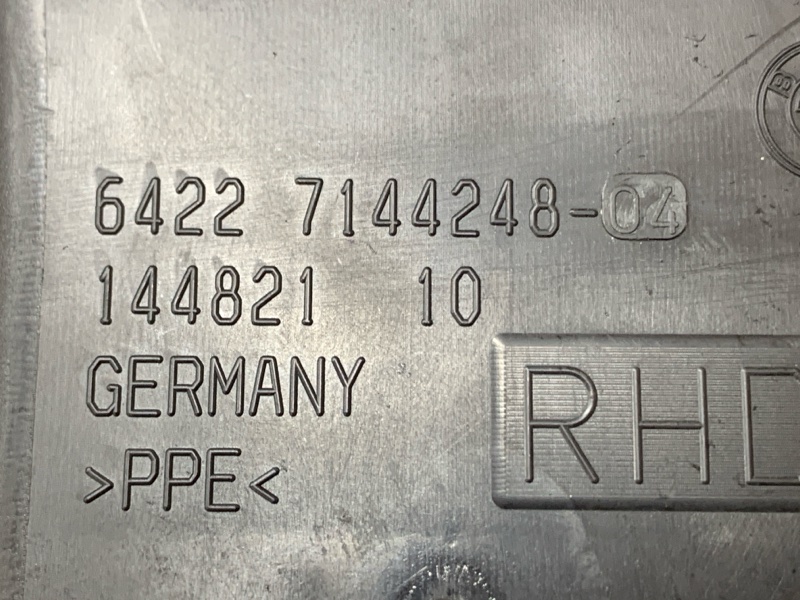 6422 7144248-04
144821 10
GERMANY
>PPE<
RHD
B